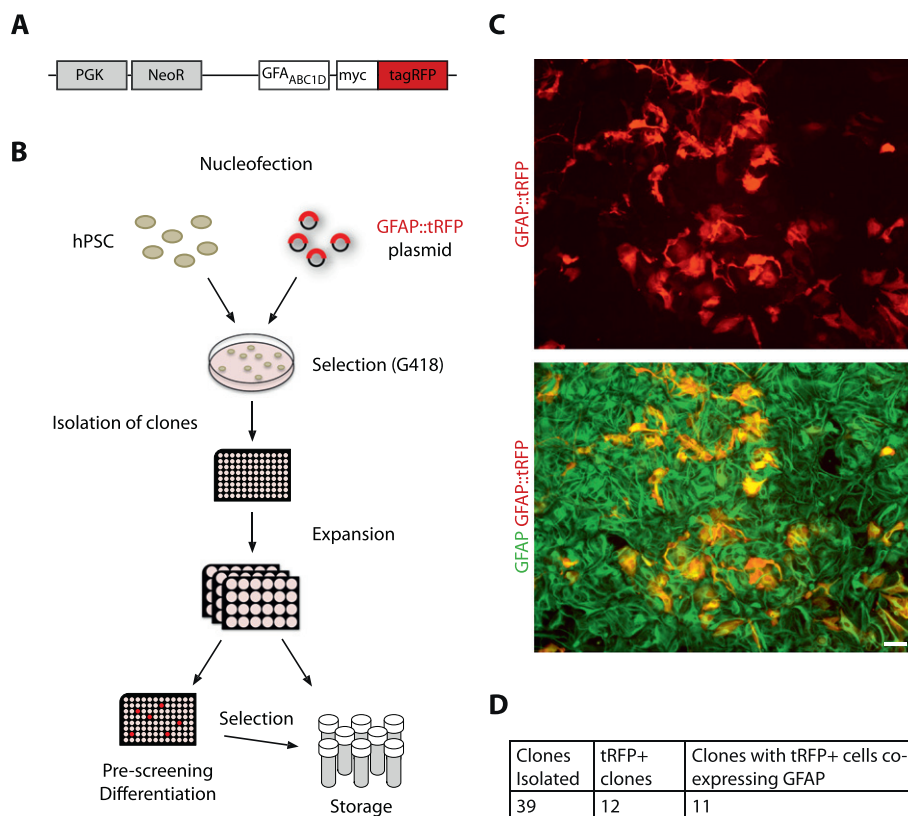 A
PGK NeoR GFA ABC1D myc tagRFP
B
Nucleofection
hPSC
GFAP::tRFP
plasmid
Selection (G418)
Isolation of clones
Expansion
Selection
Pre-screening
Differentiation
Storage
C
GFAP::tRFP
GFAP GFAP::tRFP
D
Clones Isolated
tRFP+ clones
Clones with tRFP+ cells co-
expressing GFAP
39 12 11